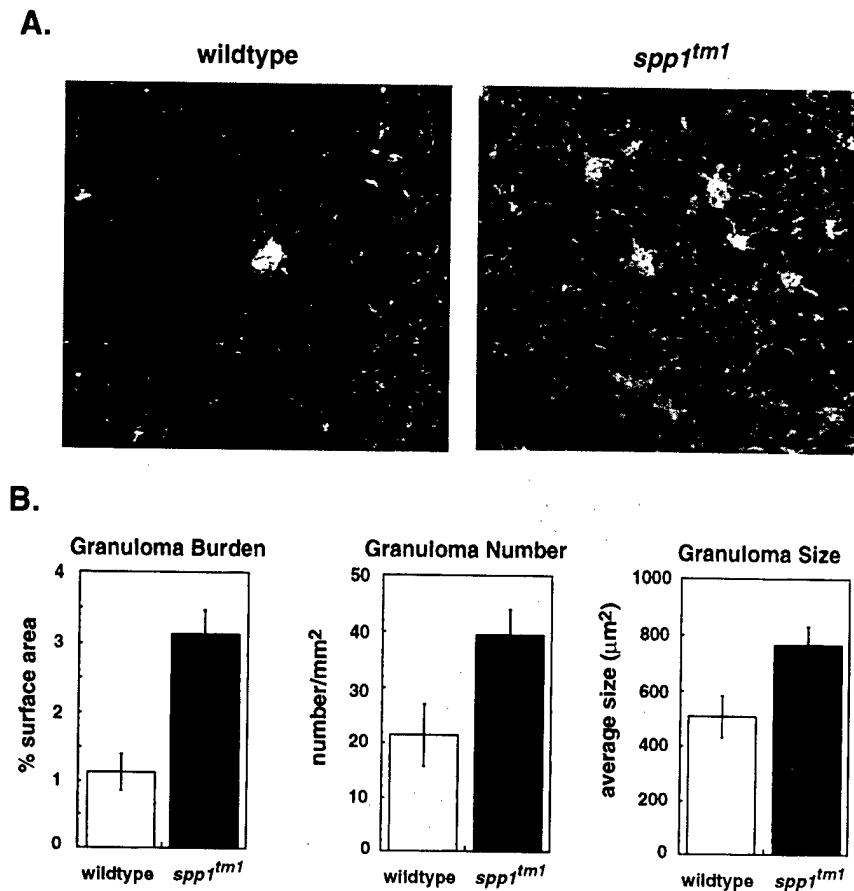 A.
wildtype
spp1tm1
B.
Granuloma Burden
% surface area
4
3
2
1
0
wildtype
spp1tm1
Granuloma Number
number/mm2
50
40
30
20
10
0
wildtype
spp1tm1
Granuloma Size
average size (µm2)
1000
800
600
400
200
0
wildtype
spp1tm1